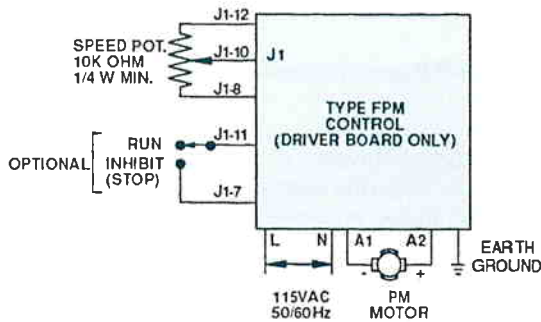 J1-12
SPEED POT.
10K OHM
1/4 W MIN.
J1-10
J1
J1-8
TYPE FPM
CONTROL
(DRIVER BOARD ONLY)
J1-11
OPTIONAL
RUN
INHIBIT
(STOP)
J1-7
L N A1 A2
EARTH
GROUND
- +
115VAC
50/60Hz
PM
MOTOR